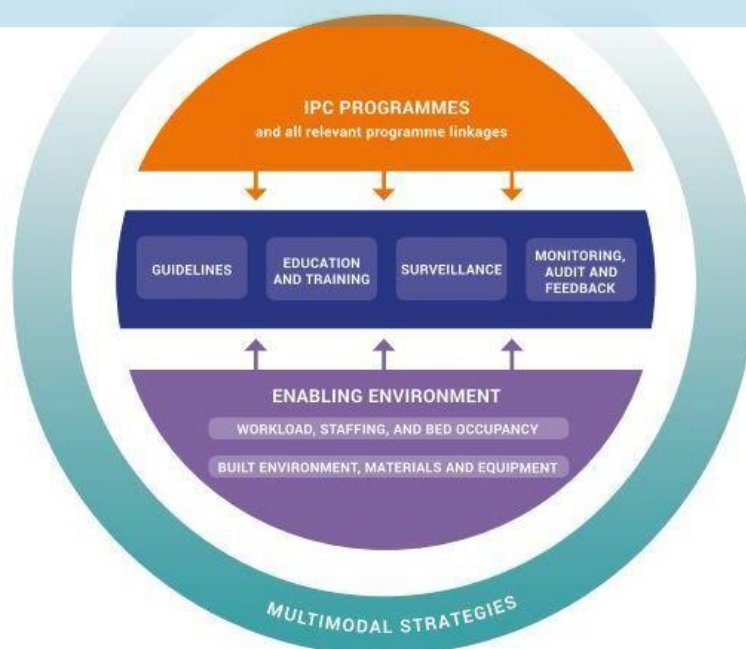 IPC PROGRAMMES
and all relevant programme linkages
GUIDELINES
EDUCATION
AND TRAINING
SURVEILLANCE
MONITORING,
AUDIT AND
FEEDBACK
ENABLING ENVIRONMENT
WORKLOAD, STAFFING, AND BED OCCUPANCY
BUILT ENVIRONMENT, MATERIALS AND EQUIPMENT
MULTIMODAL STRATEGIES